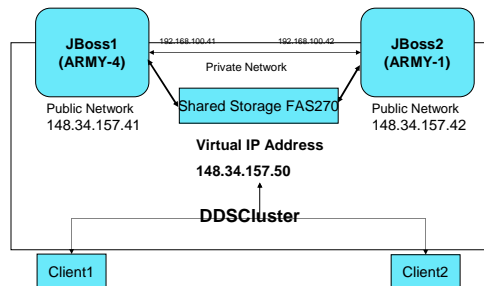 JBoss1
(ARMY-4)
192.168.100.41
192.168.100.42
JBoss2
(ARMY-1)
Private Network
Public Network
148.34.157.41
Shared Storage FAS270
Public Network
148.34.157.42
Virtual IP Address
148.34.157.50
DDSCluster
Client1
Client2